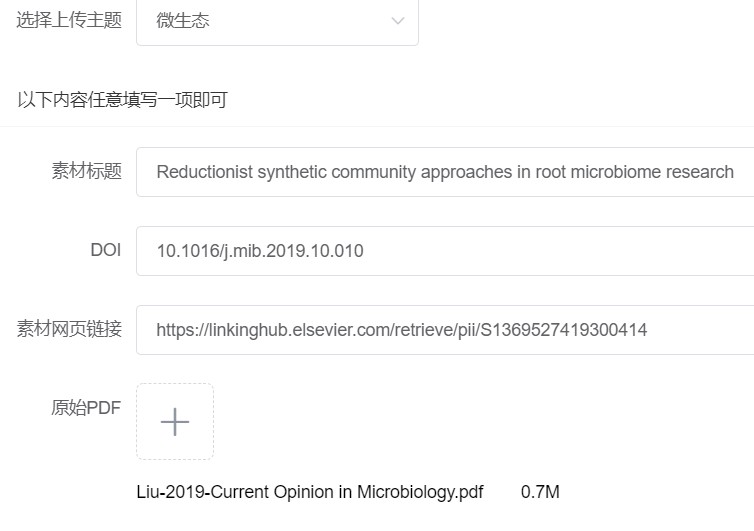 选择上传主题 微生态
以下内容任意填写一项即可
素材标题 Reductionist synthetic community approaches in root microbiome research
DOI 10.1016/j.mib.2019.10.010
素材网页链接 https://linkinghub.elsevier.com/retrieve/pii/S1369527419300414
原始PDF
Liu-2019-Current Opinion in Microbiology.pdf 0.7M